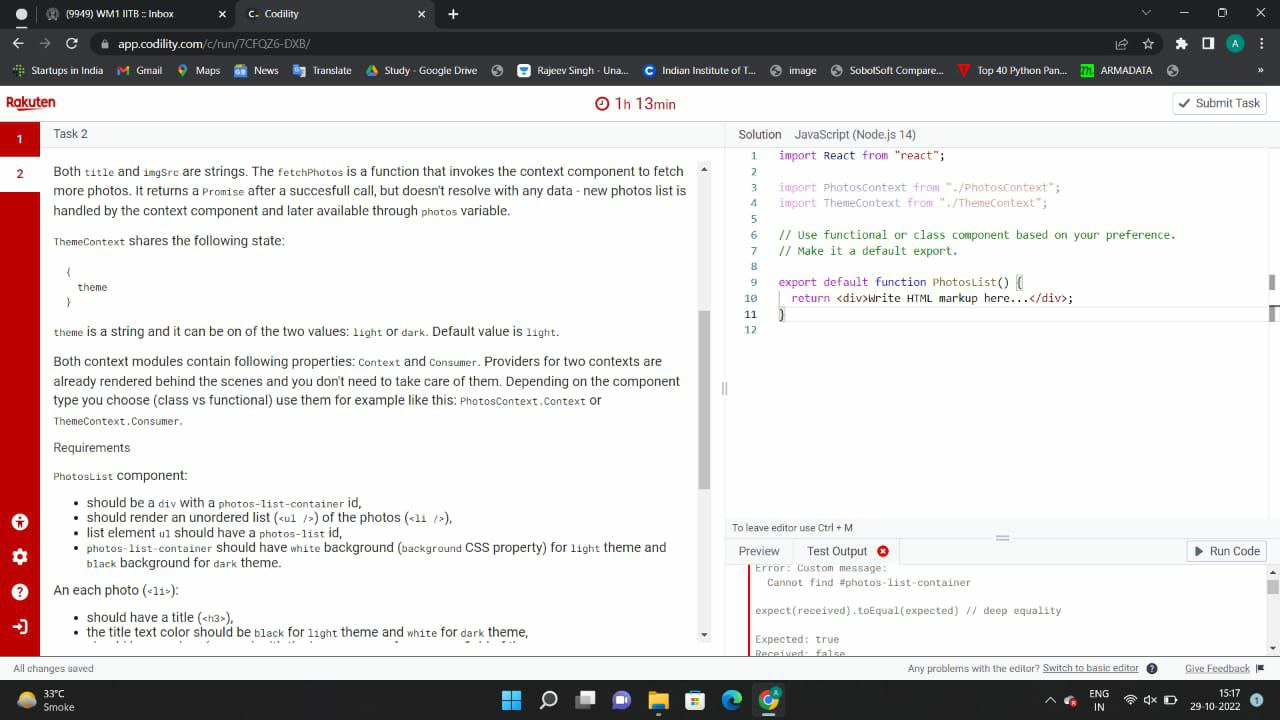 (9949) WM1 IITB :: Inbox
Codility
app.codility.com/c/run/7CFQZ6-DXB/
A
Startups in India
Gmail
Maps
News
Translate
Study - Google Drive
Rajeev Singh - Una...
Indian Institute of T...
imago
SobolSoft Compare...
Top 40 Python Pan...
ARMADATA
»
Rakuten
1h 13min
Submit Task
1
Task 2
Solution
JavaScript (Node.js 14)
2
Both title and imgSrc are strings. The fetchPhotos is a function that invokes the context component to fetch
more photos. It returns a Promise after a succesfull call, but doesn't resolve with any data - new photos list is
handled by the context component and later available through photos variable.
ThemeContext shares the following state:
{
theme
}
theme is a string and it can be on of the two values: light or dark. Default value is light.
Both context modules contain following properties: Context and Consumer. Providers for two contexts are
already rendered behind the scenes and you don't need to take care of them. Depending on the component
type you choose (class vs functional) use them for example like this: PhotosContext.Context or
ThemeContext.Consumer.
Requirements
PhotosList component:
• should be a div with a photos-list-container id,
• should render an unordered list (<ul />) of the photos (<li />),
• list element ul should have a photos-list id,
• photos-list-container should have white background (background CSS property) for light theme and
black background for dark theme.
An each photo (<li>):
• should have a title (<h3>),
• the title text color should be black for light theme and white for dark theme,
1 import React from "react";
2
3 import PhotosContext from "./PhotosContext";
4 import ThemeContext from "./ThemeContext";
5
6 // Use functional or class component based on your preference.
7 // Make it a default export.
8
9 export default function PhotosList() {
10 return <div>Write HTML markup here...</div>;
11 }
12
To leave editor use Ctrl + M
Preview
Test Output
Run Code
Error: Custom message:
Cannot find #photos-list-container
expect(received).toEqual(expected) // deep equality
Expected: true
Received: false
All changes saved
Any problems with the editor? Switch to basic editor
Give Feedback
33°C
Smoke
ENG
IN
15:17
29-10-2022
1